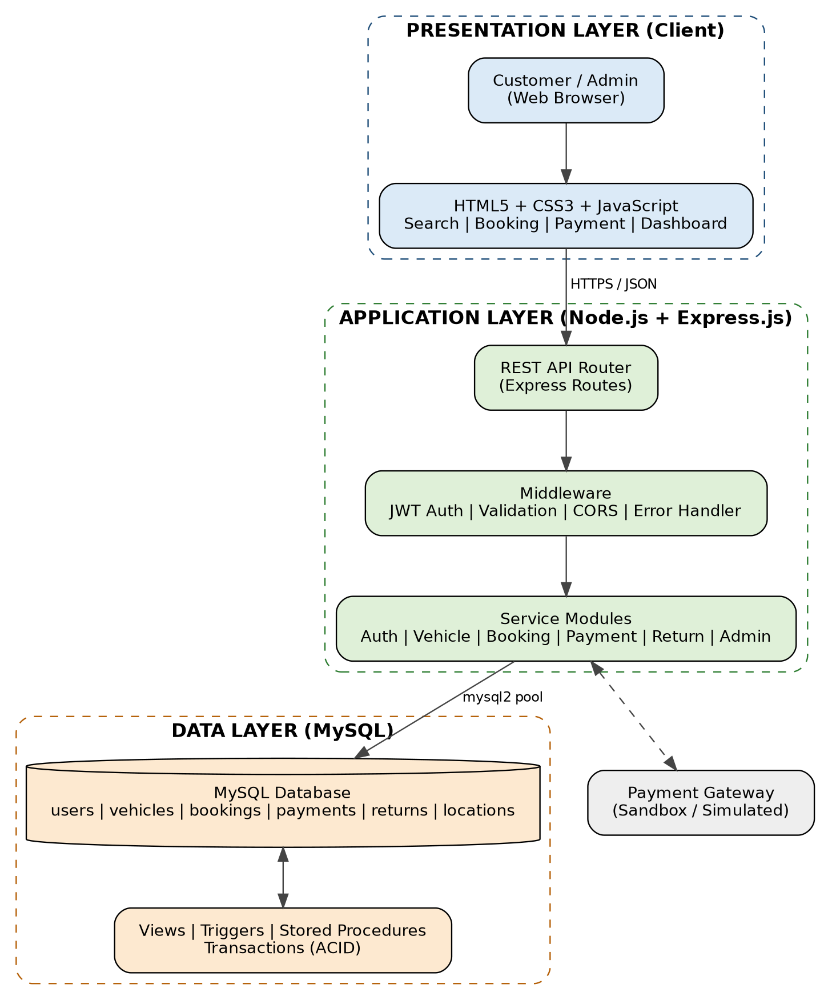 PRESENTATION LAYER (Client)
Customer / Admin
(Web Browser)
HTML5 + CSS3 + JavaScript
Search | Booking | Payment | Dashboard
HTTPS / JSON
APPLICATION LAYER (Node.js + Express.js)
REST API Router
(Express Routes)
Middleware
JWT Auth | Validation | CORS | Error Handler
Service Modules
Auth | Vehicle | Booking | Payment | Return | Admin
mysql2 pool
DATA LAYER (MySQL)
MySQL Database
users | vehicles | bookings | payments | returns | locations
Payment Gateway
(Sandbox / Simulated)
Views | Triggers | Stored Procedures
Transactions (ACID)